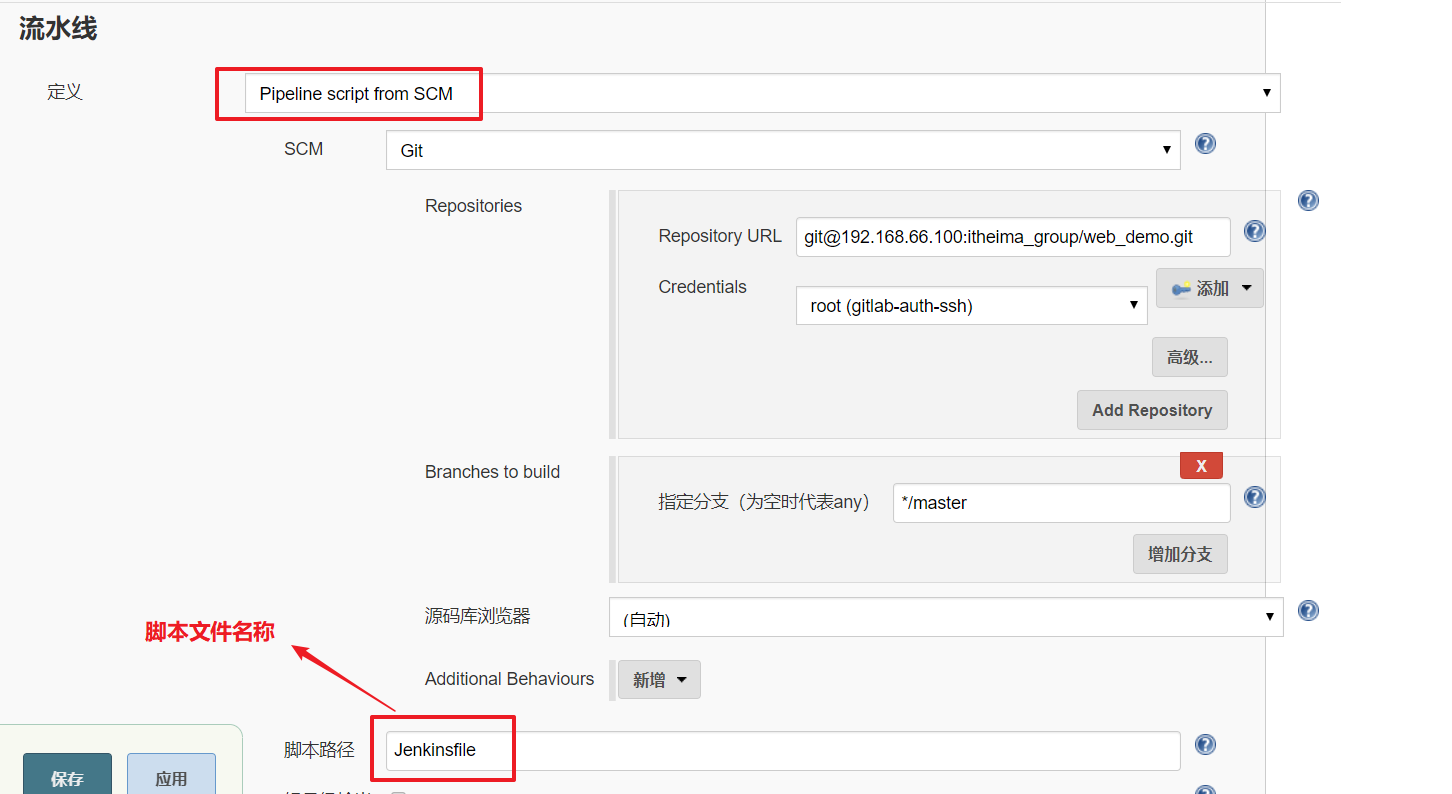 流水线
定义
Pipeline script from SCM
SCM
Git
Repositories
Repository URL
git@192.168.66.100:itheima_group/web_demo.git
Credentials
root (gitlab-auth-ssh)
添加
高级...
Add Repository
Branches to build
X
指定分支（为空时代表any）
*/master
增加分支
源码库浏览器
(自动)
脚本文件名称
Additional Behaviours
新增
脚本路径
Jenkinsfile
保存
应用